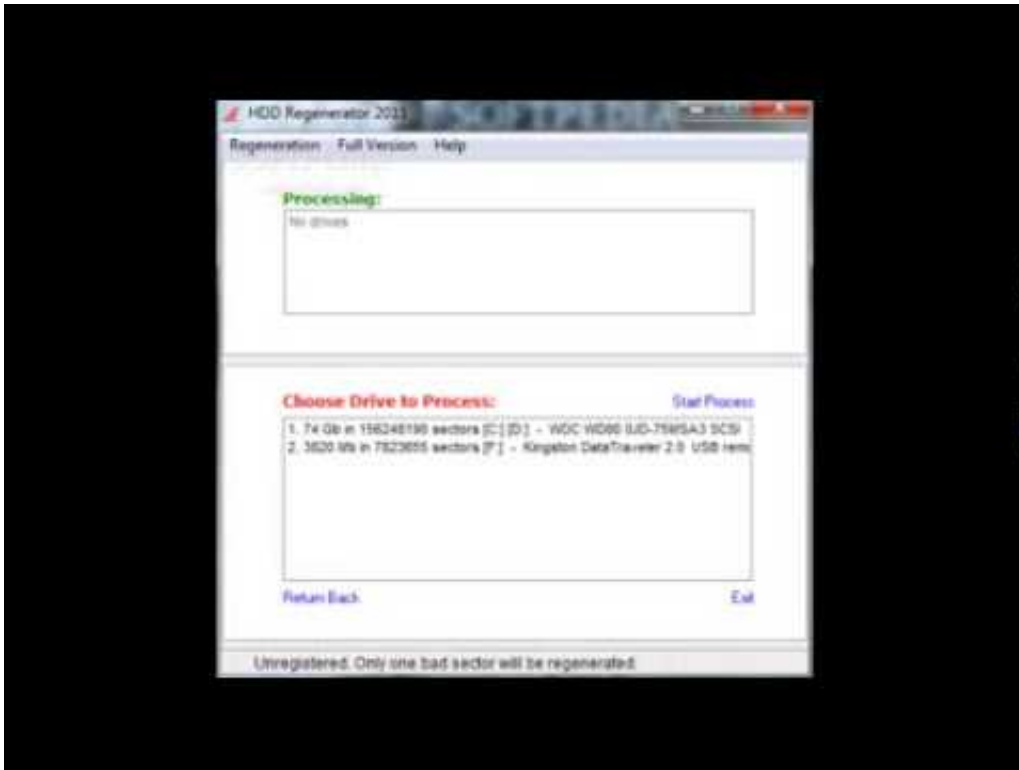 HDD Regenerator 2011
Regeneration Full Version Help
Processing:
No drives
Choose Drive to Process:
Start Process
1. 74 Gb in 156248190 sectors [C:] [D:] - WDC WD80 SCSI
2. 3820 Mb in 7823655 sectors [F:] - Kingston DataTraveler 2.0 USB
Return Back
Exit
Unregistered. Only one bad sector will be regenerated.